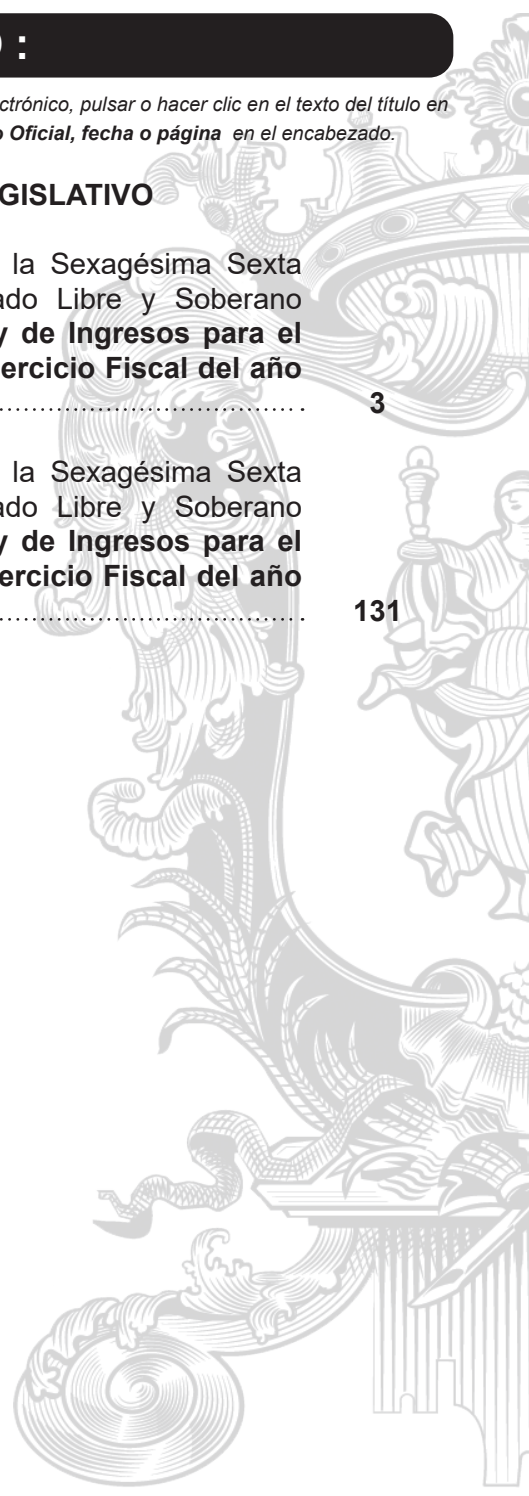 :
ctrónico, pulsar o hacer clic en el texto del título en
o Oficial, fecha o página en el encabezado.
GISLATIVO
la Sexagésima Sexta
ado Libre y Soberano
y de Ingresos para el
ercicio Fiscal del año
........................................ . 3
la Sexagésima Sexta
ado Libre y Soberano
y de Ingresos para el
ercicio Fiscal del año
........................................ . 131